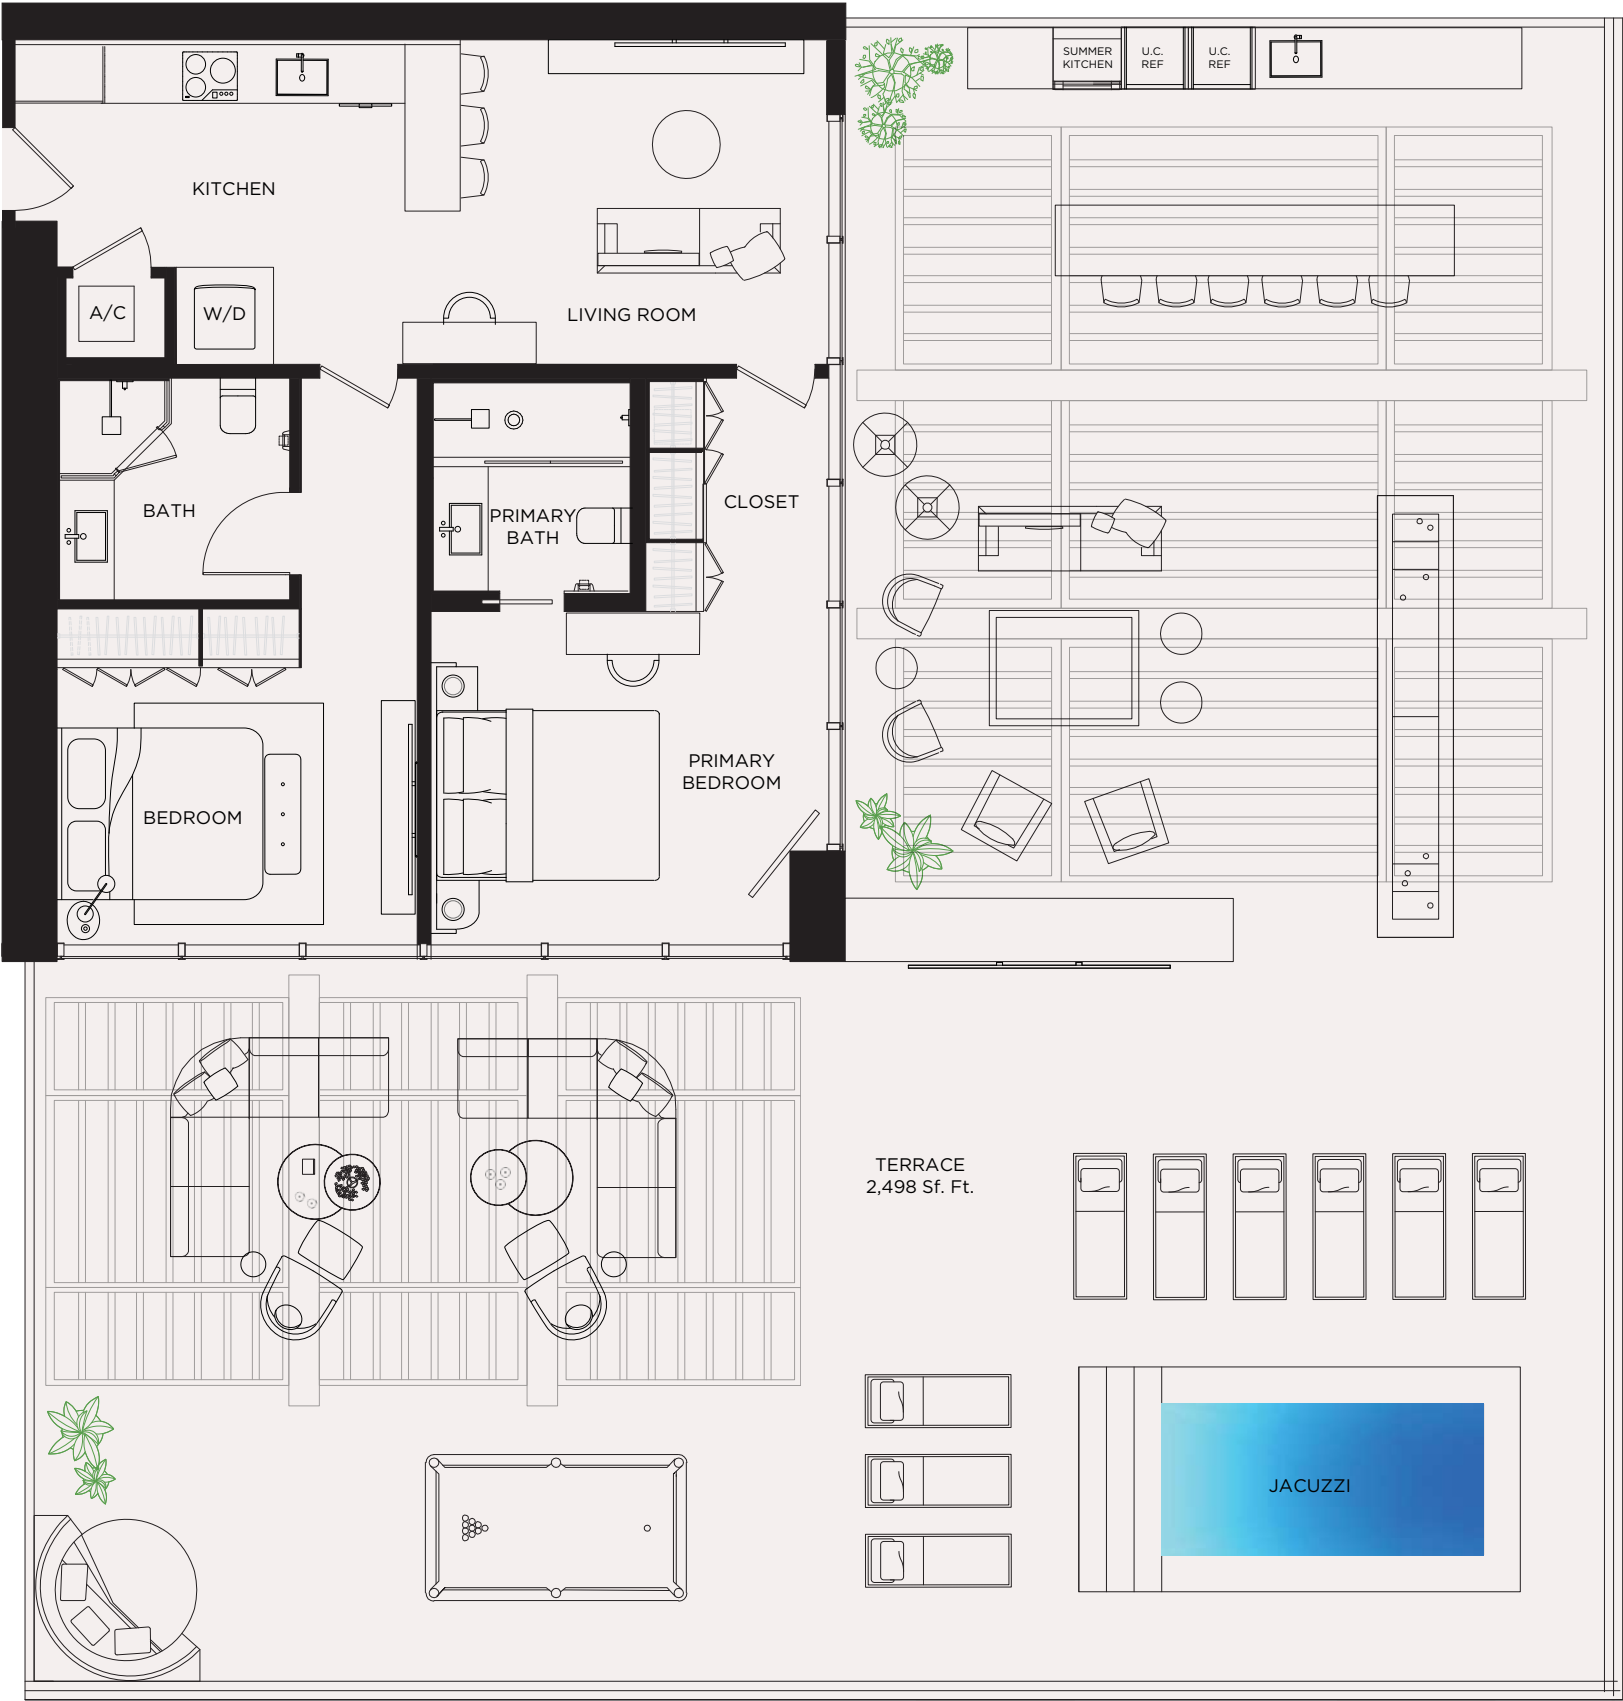 SUMMER
KITCHEN
U.C.
REF
U.C.
REF
KITCHEN
A/C
W/D
LIVING ROOM
BATH
PRIMARY
BATH
CLOSET
PRIMARY
BEDROOM
BEDROOM
TERRACE
2,498 Sf. Ft.
JACUZZI